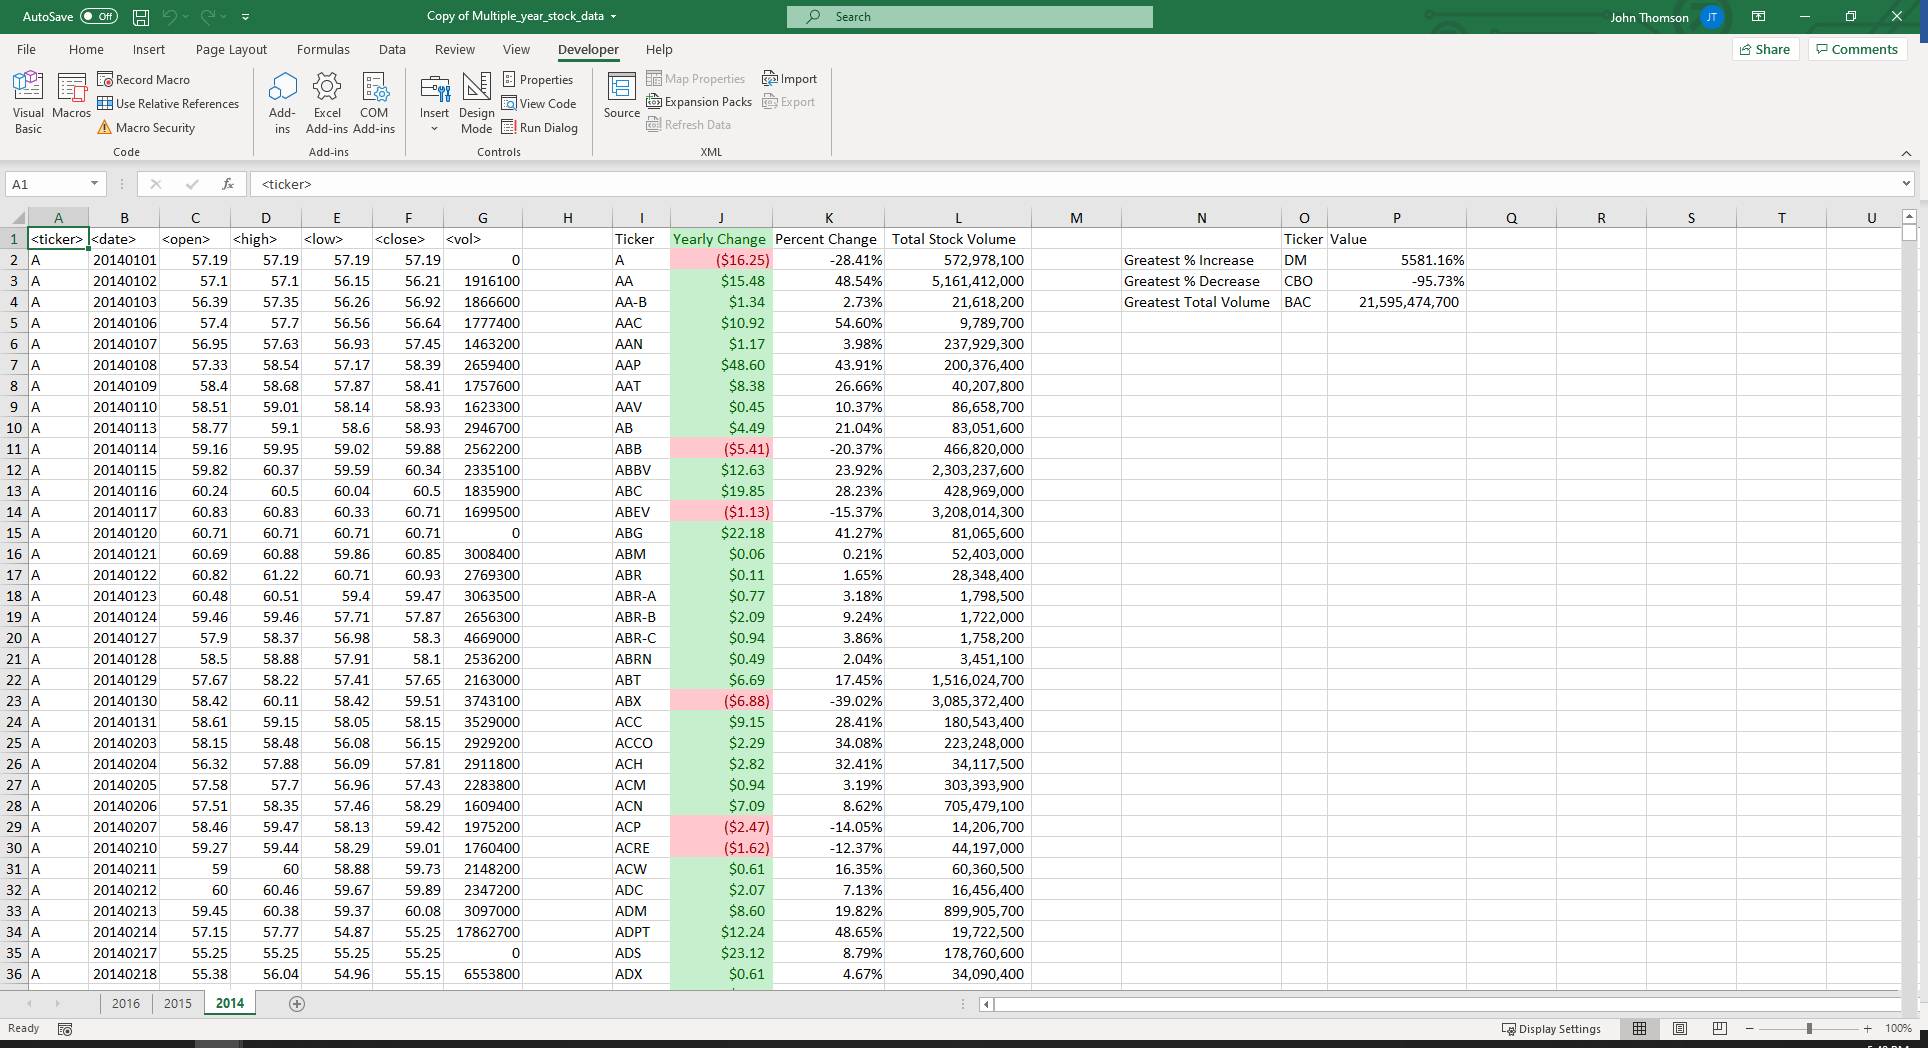 AutoSave Off Copy of Multiple_year_stock_data Search John Thomson JT
File Home Insert Page Layout Formulas Data Review View Developer Help Share Comments
Visual Basic Macros Record Macro Use Relative References Macro Security Code
Add-ins Excel Add-ins COM Add-ins Add-ins
Insert Design Mode Properties View Code Run Dialog Controls
Source Map Properties Expansion Packs Refresh Data Import Export XML
A1 fx <ticker>
A B C D E F G H I J K L M N O P Q R S T U
1 <ticker> <date> <open> <high> <low> <close> <vol> Ticker Yearly Change Percent Change Total Stock Volume Ticker Value
2 A 20140101 57.19 57.19 57.19 57.19 0 A ($16.25) -28.41% 572,978,100 Greatest % Increase DM 5581.16%
3 A 20140102 57.1 57.1 56.15 56.21 1916100 AA $15.48 48.54% 5,161,412,000 Greatest % Decrease CBO -95.73%
4 A 20140103 56.39 57.35 56.26 56.92 1866600 AA-B $1.34 2.73% 21,618,200 Greatest Total Volume BAC 21,595,474,700
5 A 20140106 57.4 57.7 56.56 56.64 1777400 AAC $10.92 54.60% 9,789,700
6 A 20140107 56.95 57.63 56.93 57.45 1463200 AAN $1.17 3.98% 237,929,300
7 A 20140108 57.33 58.54 57.17 58.39 2659400 AAP $48.60 43.91% 200,376,400
8 A 20140109 58.4 58.68 57.87 58.41 1757600 AAT $8.38 26.66% 40,207,800
9 A 20140110 58.51 59.01 58.14 58.93 1623300 AAV $0.45 10.37% 86,658,700
10 A 20140113 58.77 59.1 58.6 58.93 2946700 AB $4.49 21.04% 83,051,600
11 A 20140114 59.16 59.95 59.02 59.88 2562200 ABB ($5.41) -20.37% 466,820,000
12 A 20140115 59.82 60.37 59.59 60.34 2335100 ABBV $12.63 23.92% 2,303,237,600
13 A 20140116 60.24 60.5 60.04 60.5 1835900 ABC $19.85 28.23% 428,969,000
14 A 20140117 60.83 60.83 60.33 60.71 1699500 ABEV ($1.13) -15.37% 3,208,014,300
15 A 20140120 60.71 60.71 60.71 60.71 0 ABG $22.18 41.27% 81,065,600
16 A 20140121 60.69 60.88 59.86 60.85 3008400 ABM $0.06 0.21% 52,403,000
17 A 20140122 60.82 61.22 60.71 60.93 2769300 ABR $0.11 1.65% 28,348,400
18 A 20140123 60.48 60.51 59.4 59.47 3063500 ABR-A $0.77 3.18% 1,798,500
19 A 20140124 59.46 59.46 57.71 57.87 2656300 ABR-B $2.09 9.24% 1,722,000
20 A 20140127 57.9 58.37 56.98 58.3 4669000 ABR-C $0.94 3.86% 1,758,200
21 A 20140128 58.5 58.88 57.91 58.1 2536200 ABRN $0.49 2.04% 3,451,100
22 A 20140129 57.67 58.22 57.41 57.65 2163000 ABT $6.69 17.45% 1,516,024,700
23 A 20140130 58.42 60.11 58.42 59.51 3743100 ABX ($6.88) -39.02% 3,085,372,400
24 A 20140131 58.61 59.15 58.05 58.15 3529000 ACC $9.15 28.41% 180,543,400
25 A 20140203 58.15 58.48 56.08 56.15 2929200 ACCO $2.29 34.08% 223,248,000
26 A 20140204 56.32 57.88 56.09 57.81 2911800 ACH $2.82 32.41% 34,117,500
27 A 20140205 57.58 57.7 56.96 57.43 2283800 ACM $0.94 3.19% 303,393,900
28 A 20140206 57.51 58.35 57.46 58.29 1609400 ACN $7.09 8.62% 705,479,100
29 A 20140207 58.46 59.47 58.13 59.42 1975200 ACP ($2.47) -14.05% 14,206,700
30 A 20140210 59.27 59.44 58.29 59.01 1760400 ACRE ($1.62) -12.37% 44,197,000
31 A 20140211 59 60 58.88 59.73 2148200 ACW $0.61 16.35% 60,360,500
32 A 20140212 60 60.46 59.67 59.89 2347200 ADC $2.07 7.13% 16,456,400
33 A 20140213 59.45 60.38 59.37 60.08 3097000 ADM $8.60 19.82% 899,905,700
34 A 20140214 57.15 57.77 54.87 55.25 17862700 ADPT $12.24 48.65% 19,722,500
35 A 20140217 55.25 55.25 55.25 55.25 0 ADS $23.12 8.79% 178,760,600
36 A 20140218 55.38 56.04 54.96 55.15 6553800 ADX $0.61 4.67% 34,090,400
2016 2015 2014
Ready Display Settings 100%